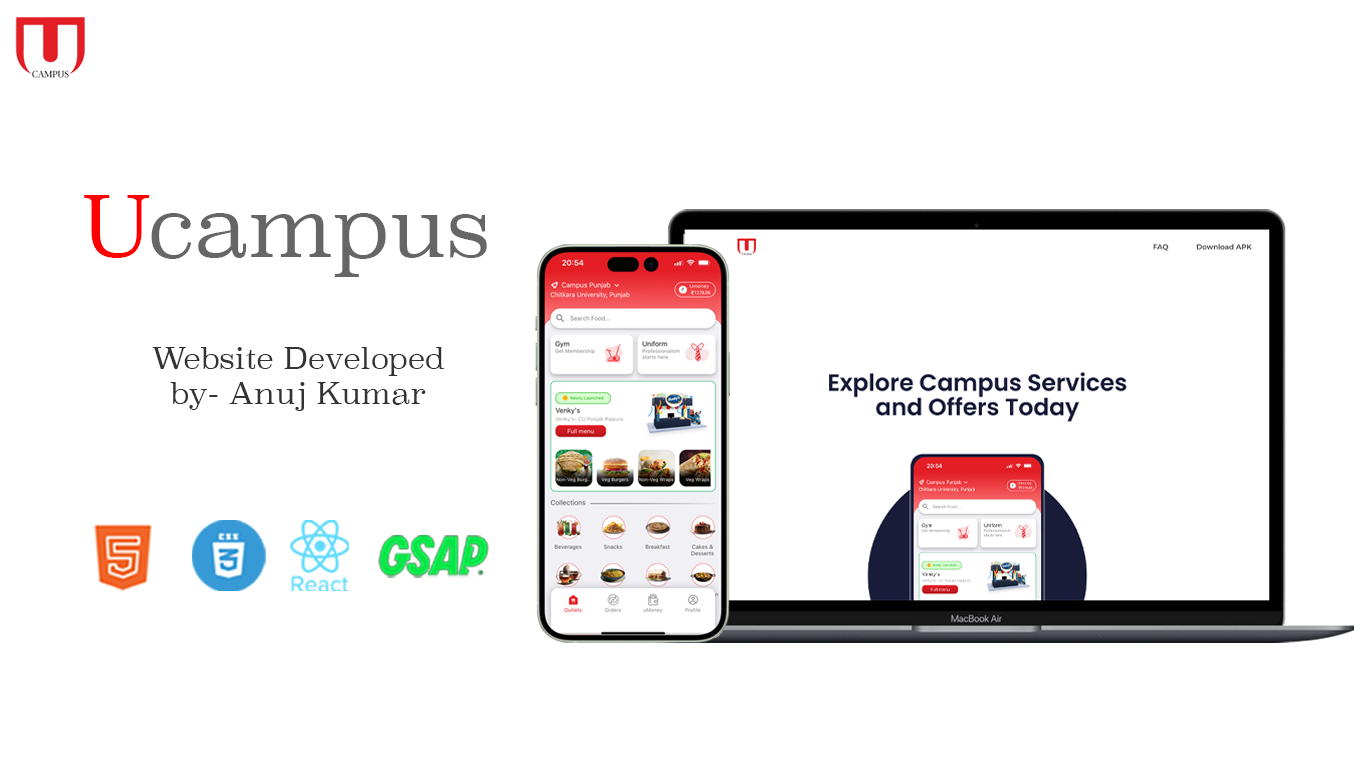 U
CAMPUS
Ucampus
Website Developed
by- Anuj Kumar
5
CSS
3
React
GSAP
20:54
Campus Punjab
Chitkara University, Punjab
Umoney
Search Food...
Gym
Get Membership
Uniform
Professionalism
starts here
Newly Launched
Venky's
Venky's- CU Punjab Rajpura
Full menu
Non-Veg Burg..
Veg Burgers
Non-Veg Wraps
Veg Wraps
Collections
Beverages
Snacks
Breakfast
Cakes &
Desserts
Outlets
Orders
uMoney
Profile
FAQ
Download APK
Explore Campus Services
and Offers Today
20:54
Campus Punjab
Chitkara University, Punjab
Search Food...
Gym
Get Membership
Uniform
Professionalism
starts here
Newly Launched
Venky's
Full menu
MacBook Air